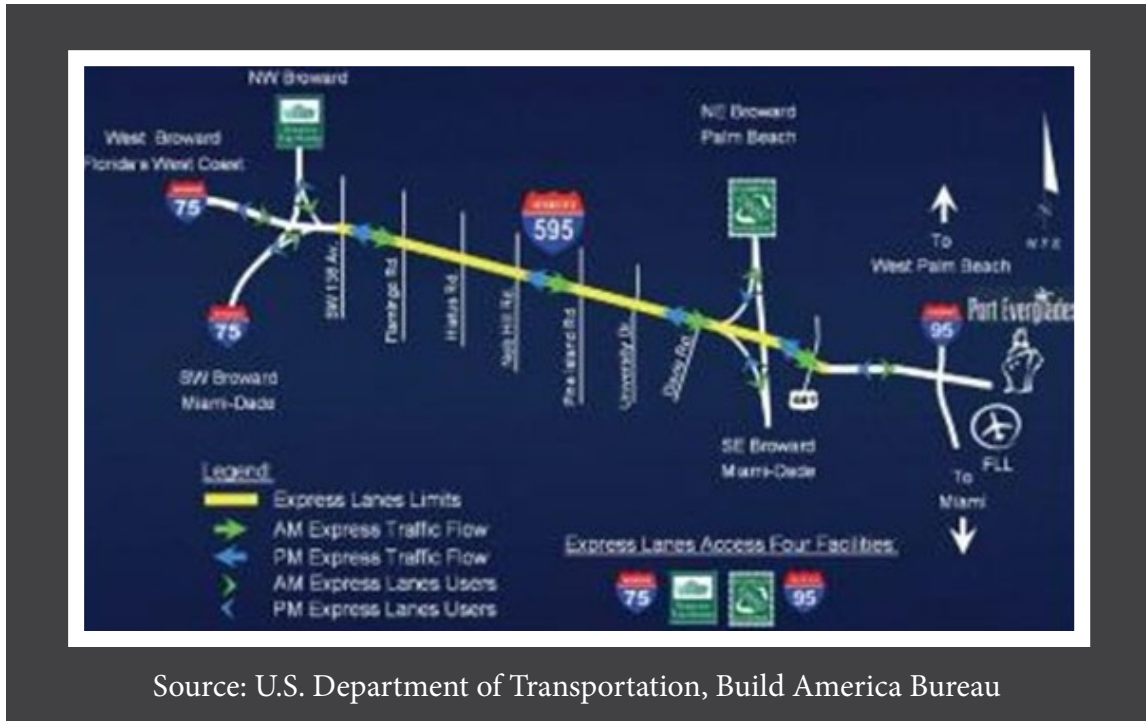 NW Broward
West Broward
Florida's West Coast
75
75
SW Broward
Miami-Dade
SW 136 Av.
Flamingo Rd.
Hiatus Rd.
Nob Hill Rd.
Pine Island Rd.
University Dr.
Davie Rd.
595
NE Broward
Palm Beach
441
SE Broward
Miami-Dade
To
West Palm Beach
95
Port Everglades
FLL
To
Miami
Legend:
Express Lanes Limits
AM Express Traffic Flow
PM Express Traffic Flow
AM Express Lanes Users
PM Express Lanes Users
Express Lanes Access Four Facilities:
75
95
Source: U.S. Department of Transportation, Build America Bureau